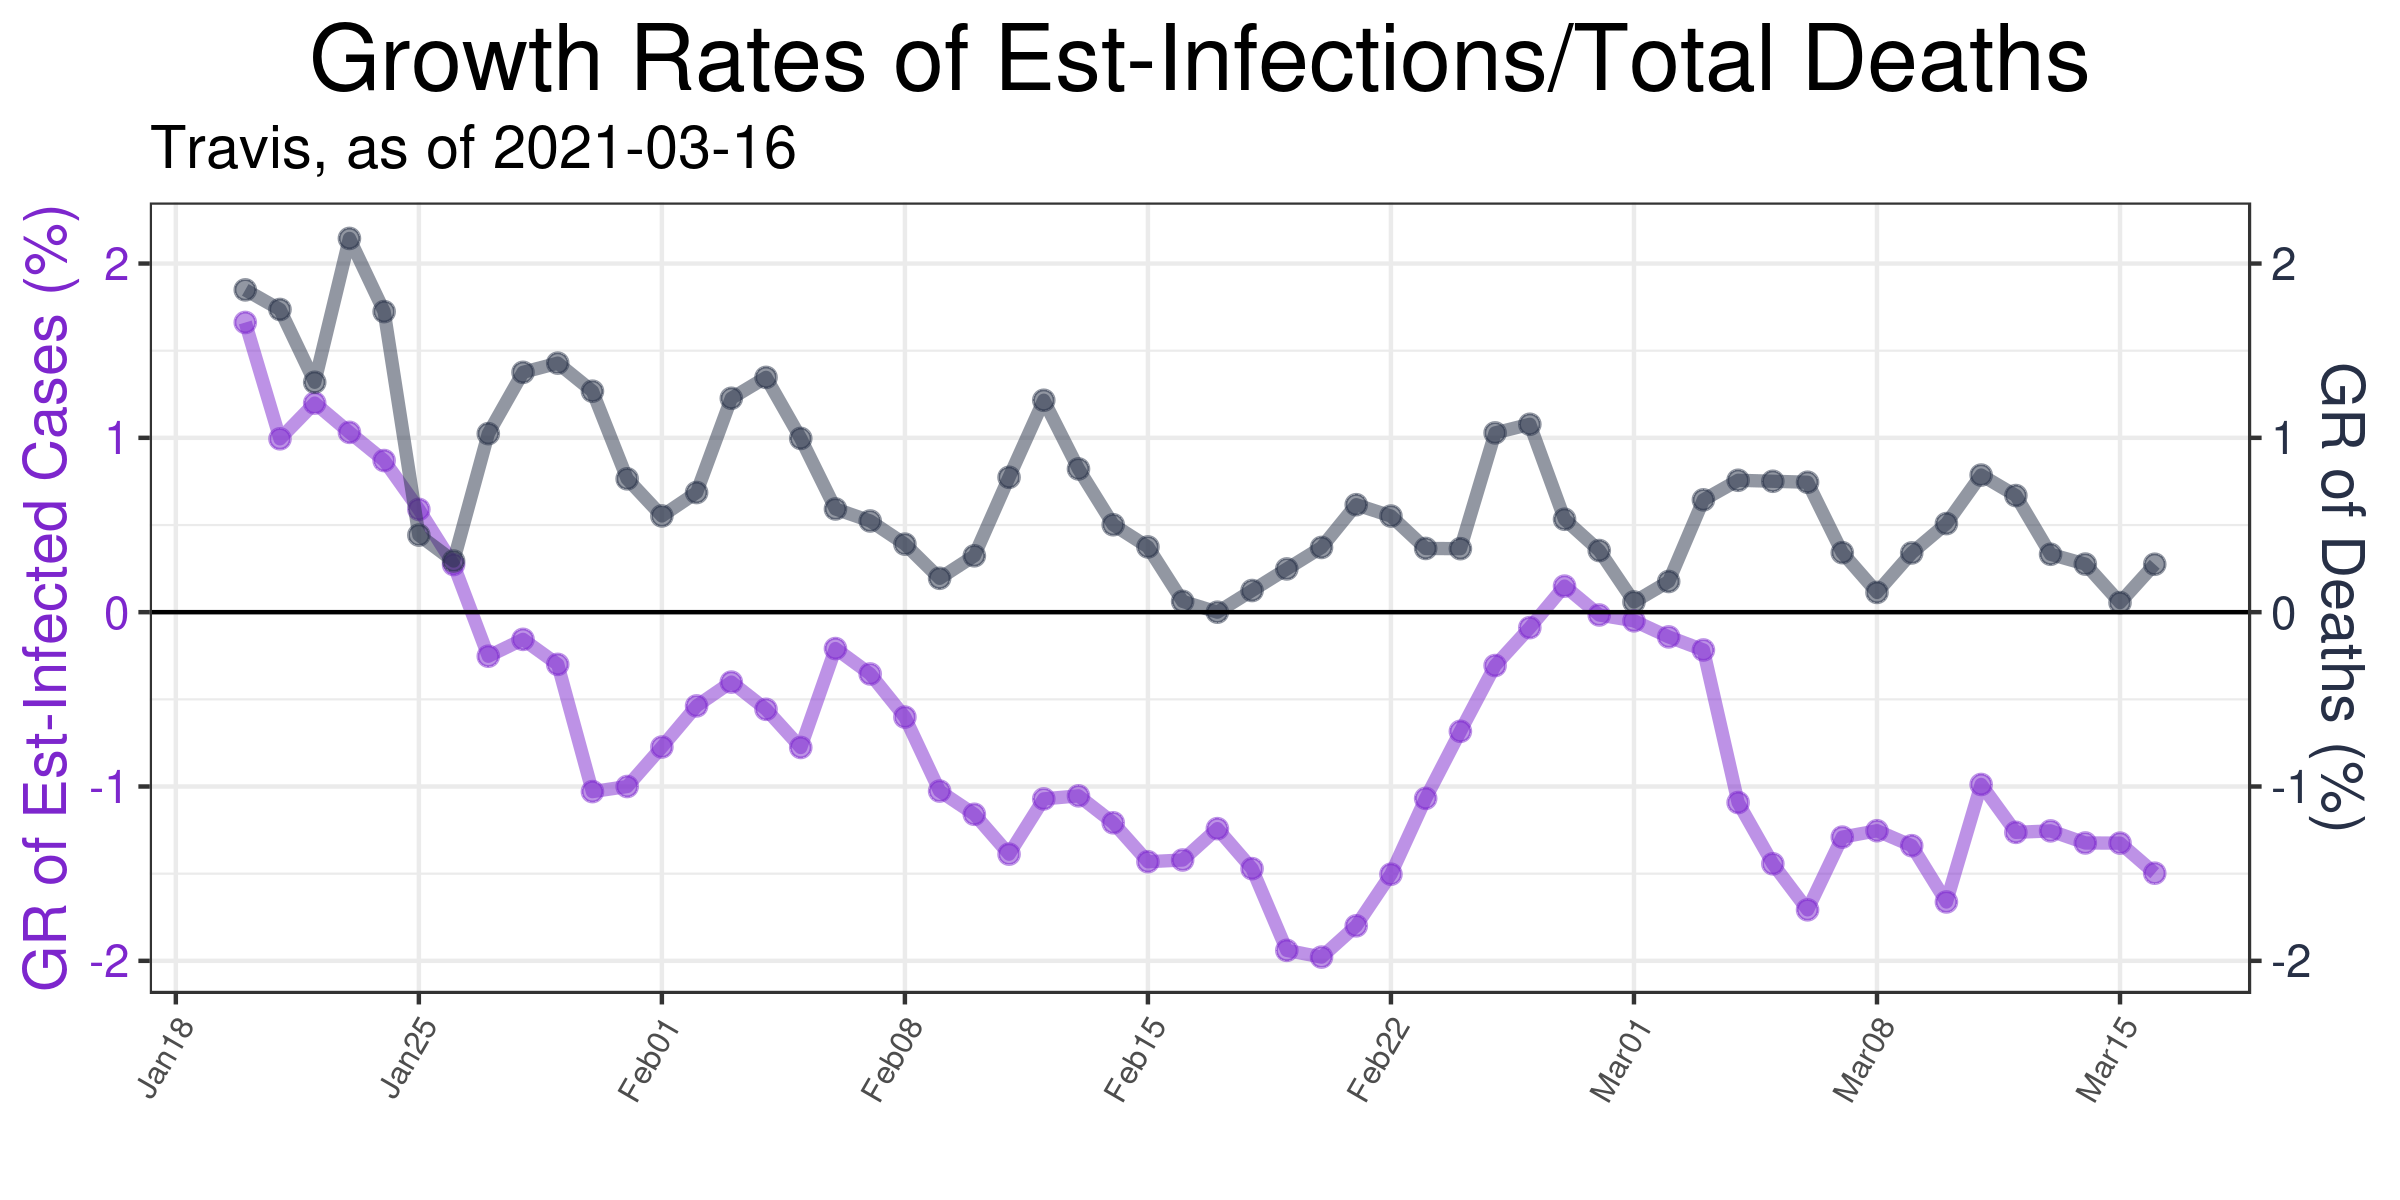 Growth Rates of Est-Infections/Total Deaths
Travis, as of 2021-03-16
GR of Est-Infected Cases (%)
2
1
0
-1
-2
2
1
0
-1
-2
GR of Deaths (%)
Jan18
Jan25
Feb01
Feb08
Feb15
Feb22
Mar01
Mar08
Mar15